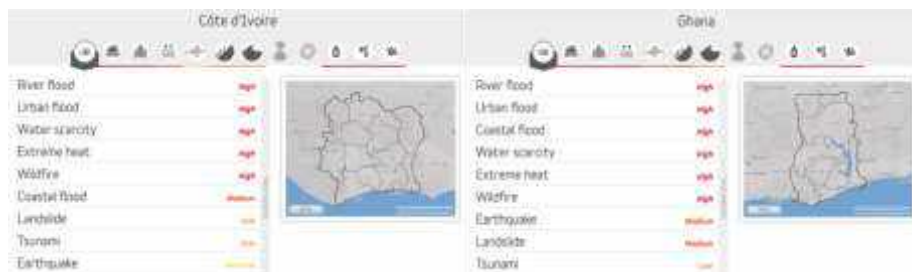 Côte d'Ivoire
River flood High
Urban flood High
Water scarcity High
Extreme heat High
Wildfire High
Coastal flood Medium
Landslide Low
Tsunami Low
Earthquake
Ghana
River flood High
Urban flood High
Coastal flood High
Water scarcity High
Extreme heat High
Wildfire High
Earthquake Medium
Landslide Medium
Tsunami Low